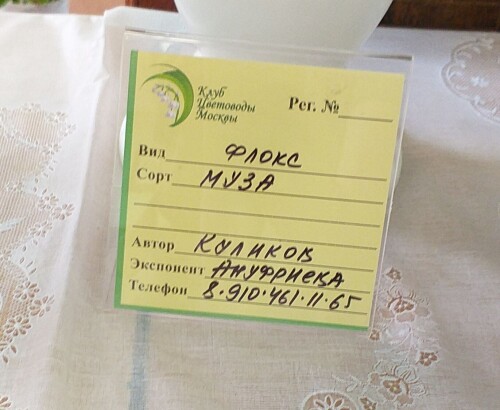 Клуб
Цветоводы
Москвы
Рег. №
Вид ФЛОКС
Сорт МУЗА
Автор КУЛИКОВ
Экспонент АНУФРИЕВА
Телефон 8·910·461·11·65